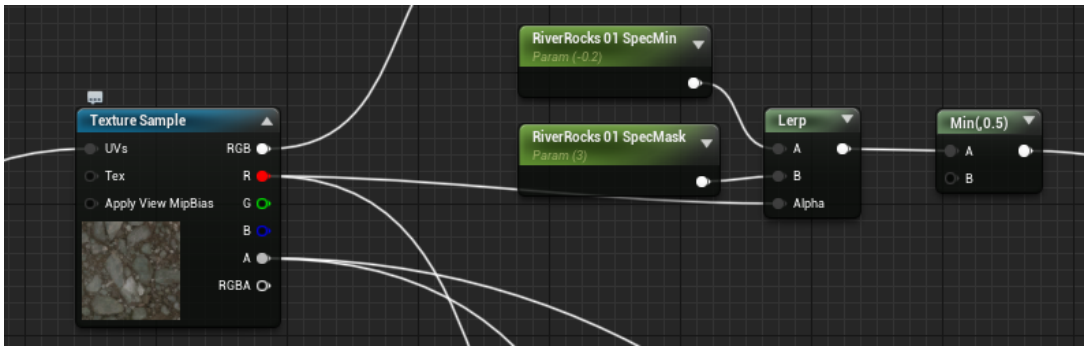 Texture Sample
UVs
RGB
Tex
R
Apply View MipBias
G
B
A
RGBA
RiverRocks 01 SpecMin
Param (-0.2)
RiverRocks 01 SpecMask
Param (3)
Lerp
A
B
Alpha
Min(,0.5)
A
B